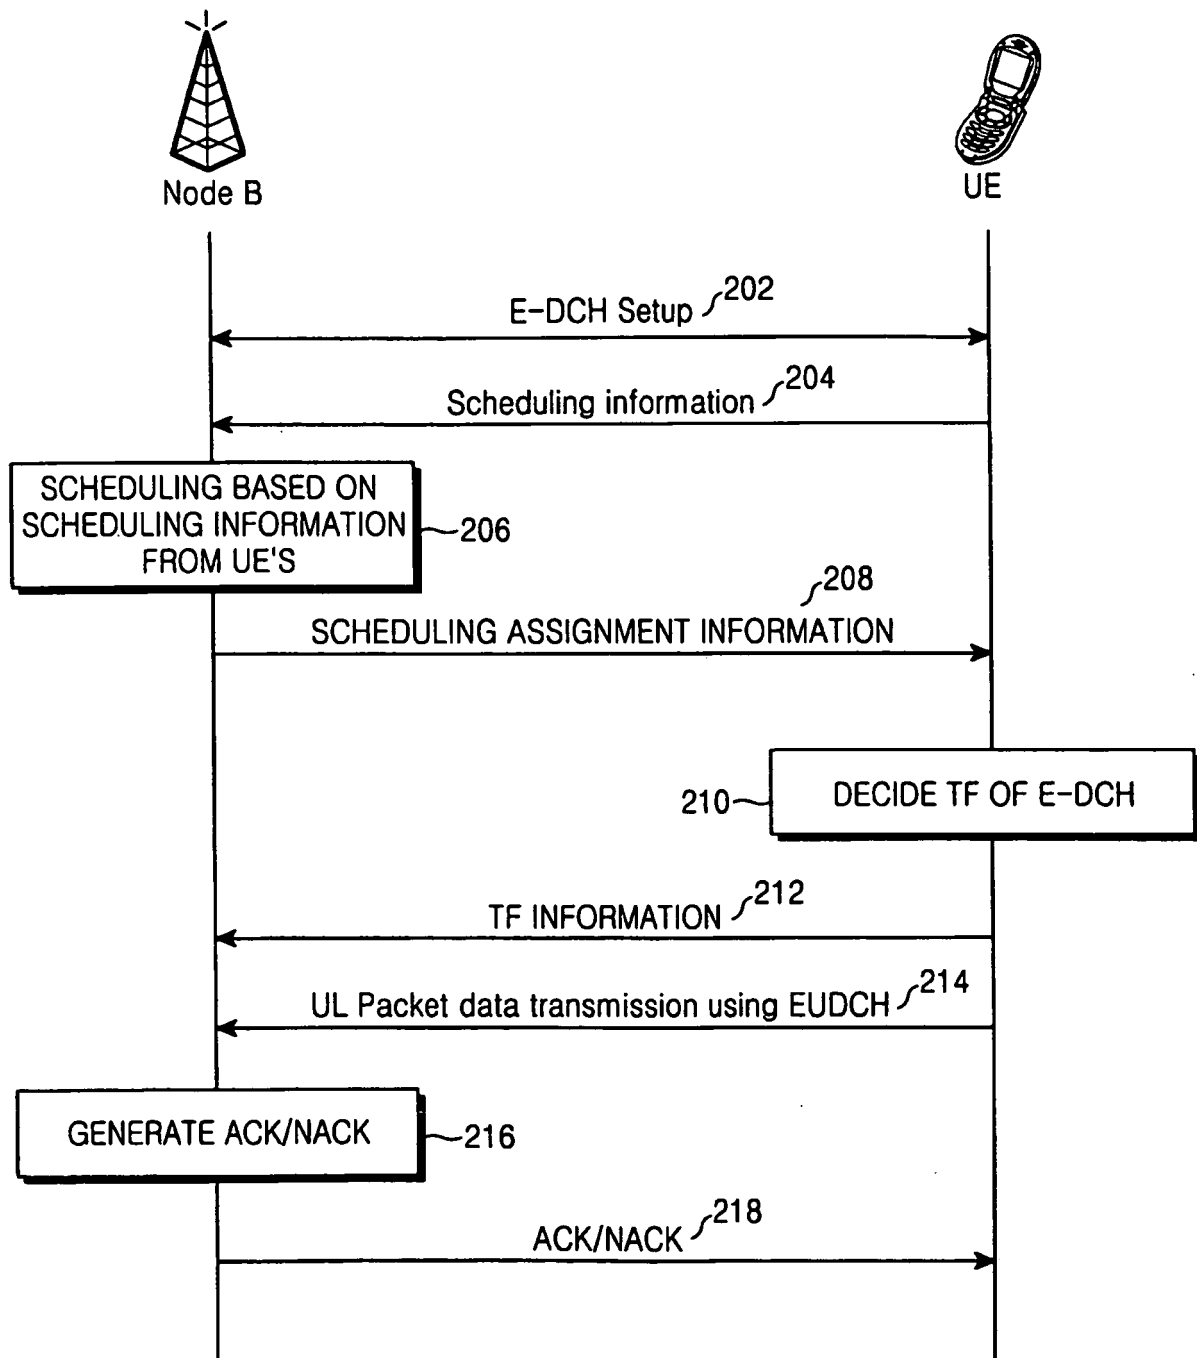 Node B
UE
E-DCH Setup 202
Scheduling information 204
SCHEDULING BASED ON
SCHEDULING INFORMATION
FROM UE'S
206
208
SCHEDULING ASSIGNMENT INFORMATION
210
DECIDE TF OF E-DCH
TF INFORMATION 212
UL Packet data transmission using EUDCH 214
GENERATE ACK/NACK
216
ACK/NACK 218